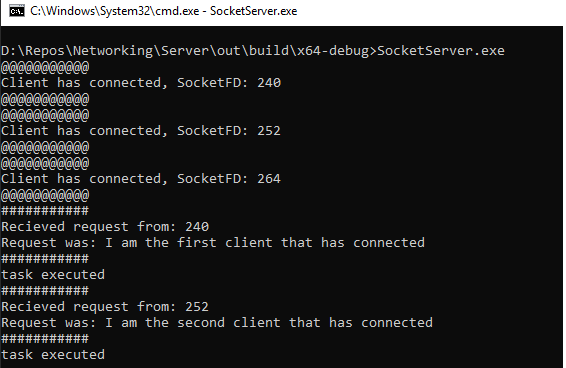 C:\Windows\System32\cmd.exe - SocketServer.exe
D:\Repos\Networking\Server\out\build\x64-debug>SocketServer.exe
@@@@@@@@@@@
Client has connected, SocketFD: 240
@@@@@@@@@@@
@@@@@@@@@@@
Client has connected, SocketFD: 252
@@@@@@@@@@@
@@@@@@@@@@@
Client has connected, SocketFD: 264
@@@@@@@@@@@
###########
Recieved request from: 240
Request was: I am the first client that has connected
###########
task executed
###########
Recieved request from: 252
Request was: I am the second client that has connected
###########
task executed